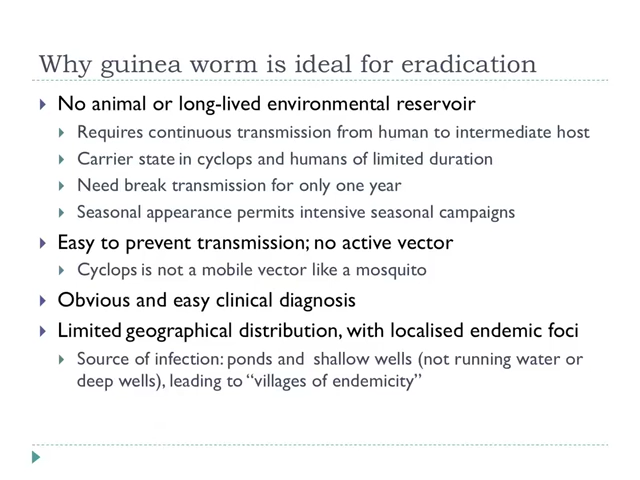 Why guinea worm is ideal for eradication
No animal or long-lived environmental reservoir
Requires continuous transmission from human to intermediate host
Carrier state in cyclops and humans of limited duration
Need break transmission for only one year
Seasonal appearance permits intensive seasonal campaigns
Easy to prevent transmission; no active vector
Cyclops is not a mobile vector like a mosquito
Obvious and easy clinical diagnosis
Limited geographical distribution, with localised endemic foci
Source of infection: ponds and shallow wells (not running water or
deep wells), leading to “villages of endemicity”